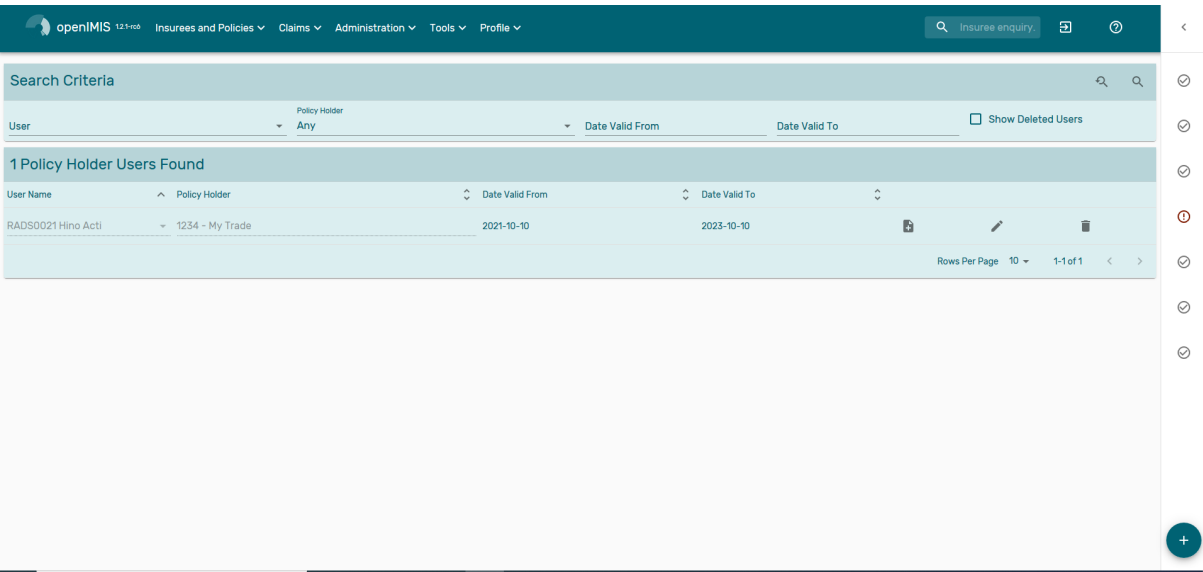 openIMIS 1.2.1-rc6 Insurees and Policies Claims Administration Tools Profile Insuree enquiry.
Search Criteria
Policy Holder
User Any Date Valid From Date Valid To Show Deleted Users
1 Policy Holder Users Found
User Name Policy Holder Date Valid From Date Valid To
RADS0021 Hino Acti 1234 - My Trade 2021-10-10 2023-10-10
Rows Per Page 10 1-1 of 1